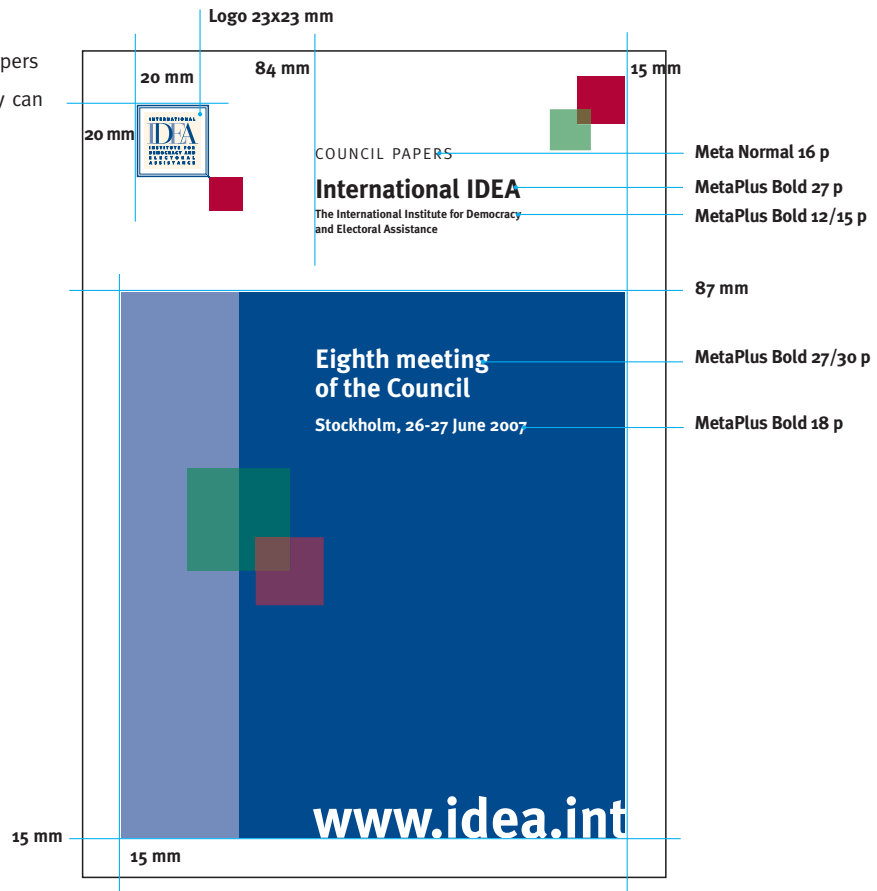 Logo 23x23 mm
pers
84 mm
15 mm
20 mm
y can
20 mm
INTERNATIONAL
IDEA
INSTITUTE FOR
DEMOCRACY AND
ELECTORAL
ASSISTANCE
COUNCIL PAPERS
Meta Normal 16 p
International IDEA
MetaPlus Bold 27 p
The International Institute for Democracy
and Electoral Assistance
MetaPlus Bold 12/15 p
87 mm
Eighth meeting
of the Council
MetaPlus Bold 27/30 p
Stockholm, 26-27 June 2007
MetaPlus Bold 18 p
www.idea.int
15 mm
15 mm